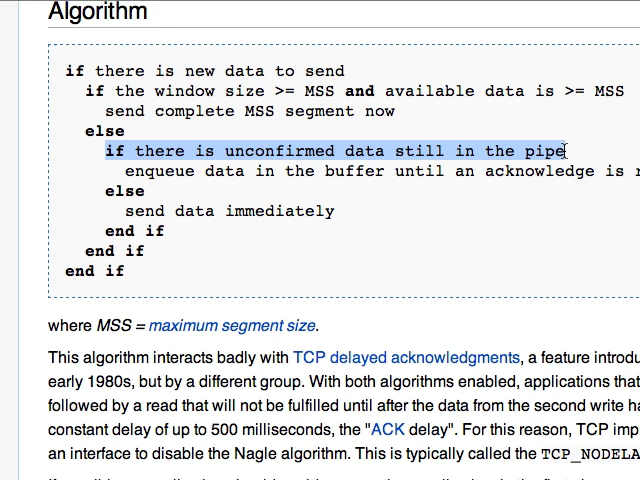 Algorithm
if there is new data to send
if the window size >= MSS and available data is >= MSS
send complete MSS segment now
else
if there is unconfirmed data still in the pipe
enqueue data in the buffer until an acknowledge is
else
send data immediately
end if
end if
end if
where MSS = maximum segment size.
This algorithm interacts badly with TCP delayed acknowledgments, a feature
early 1980s, but by a different group. With both algorithms enabled, applications
followed by a read that will not be fulfilled until after the data from the second write
constant delay of up to 500 milliseconds, the "ACK delay". For this reason, TCP
an interface to disable the Nagle algorithm. This is typically called the